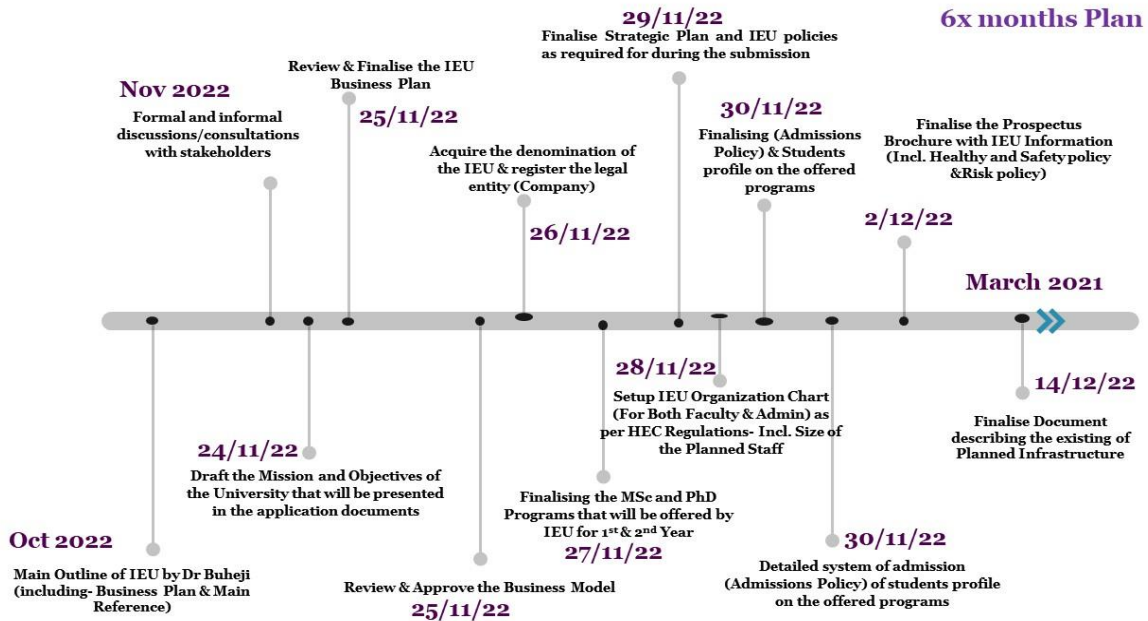 6x months Plan
29/11/22
Finalise Strategic Plan and IEU policies
as required for during the submission
Review & Finalise the IEU
Business Plan
25/11/22
Nov 2022
Formal and informal
discussions/consultations
with stakeholders
30/11/22
Finalising (Admissions
Policy) & Students
profile on the offered
programs
Finalise the Prospectus
Brochure with IEU Information
(Incl. Healthy and Safety policy
&Risk policy)
2/12/22
Acquire the denomination of
the IEU & register the legal
entity (Company)
26/11/22
March 2021
28/11/22
Setup IEU Organization Chart
(For Both Faculty & Admin) as
per HEC Regulations- Incl. Size of
the Planned Staff
14/12/22
Finalise Document
describing the existing of
Planned Infrastructure
24/11/22
Draft the Mission and Objectives of
the University that will be presented
in the application documents
Finalising the MSc and PhD
Programs that will be offered by
IEU for 1st & 2nd Year
27/11/22
Oct 2022
Main Outline of IEU by Dr Buheji
(including- Business Plan & Main
Reference)
Review & Approve the Business Model
25/11/22
30/11/22
Detailed system of admission
(Admissions Policy) of students profile
on the offered programs